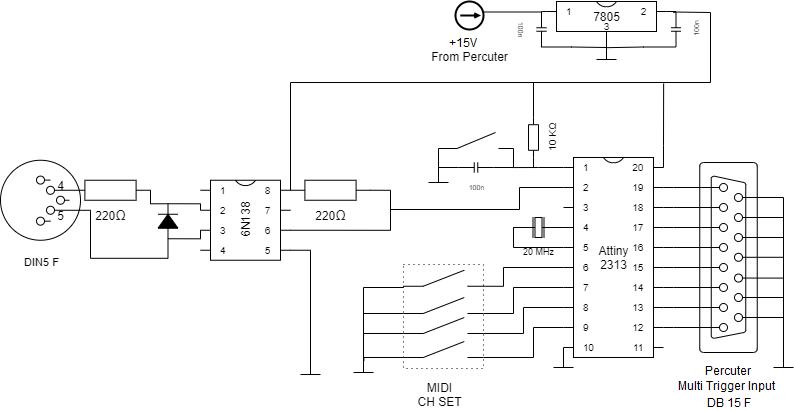 1 7805 2
3
100n
100n
+15V
From Percuter
10 KΩ
100n
4
5
DIN5 F
220Ω
1 8
2 7
3 6
4 5
6N138
220Ω
1 20
2 19
3 18
4 17
5 16
6 15
7 14
8 13
9 12
10 11
Attiny
2313
20 MHz
MIDI
CH SET
Percuter
Multi Trigger Input
DB 15 F